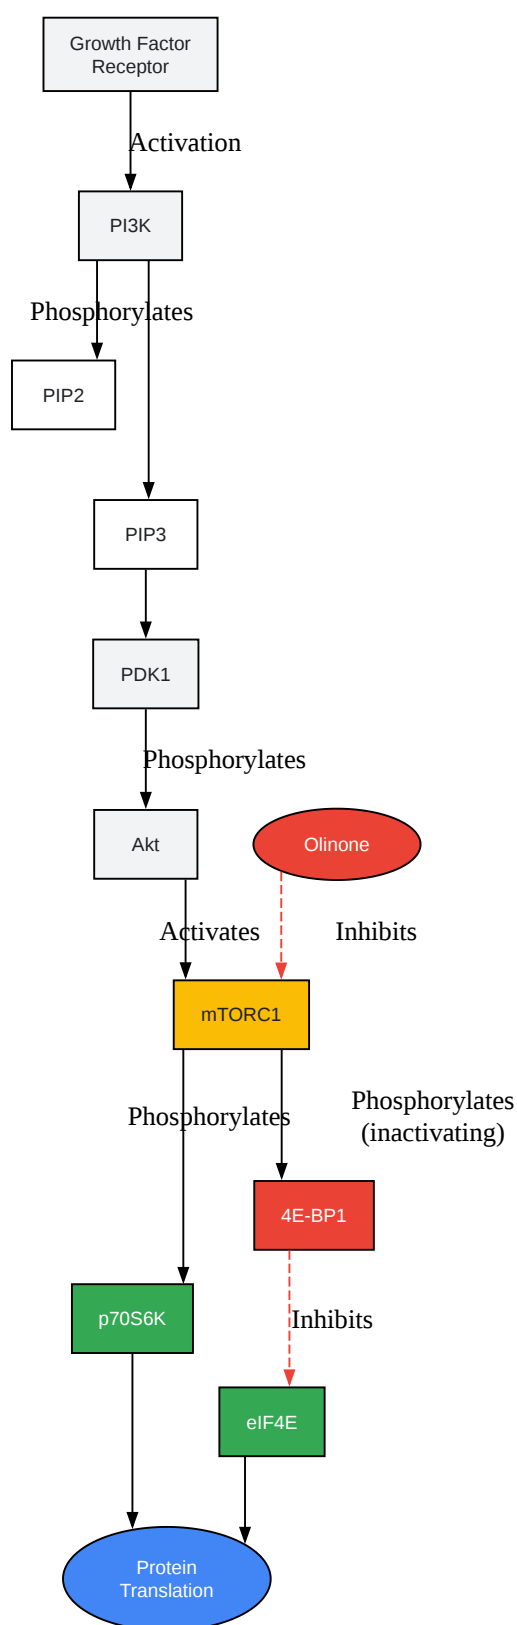 Growth Factor
Receptor
Activation
PI3K
Phosphorylates
PIP2
PIP3
PDK1
Phosphorylates
Akt
Olinone
Activates
Inhibits
mTORC1
Phosphorylates
Phosphorylates
(inactivating)
4E-BP1
p70S6K
Inhibits
eIF4E
Protein
Translation